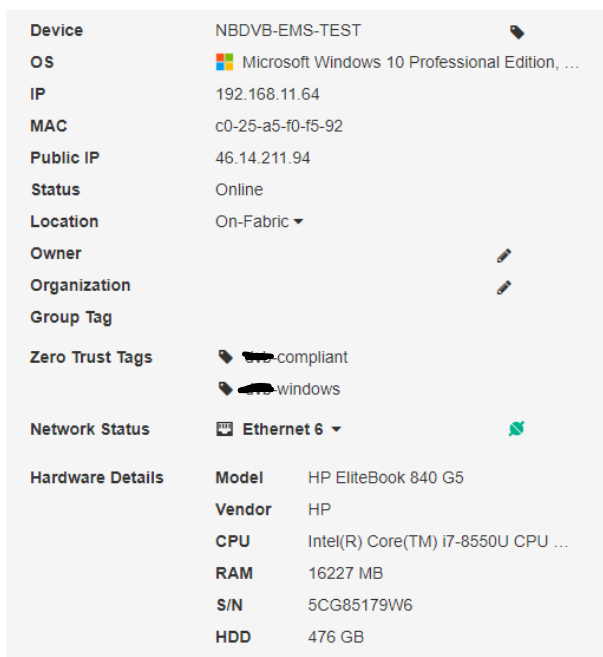 Device NBDVB-EMS-TEST
OS Microsoft Windows 10 Professional Edition, ...
IP 192.168.11.64
MAC c0-25-a5-f0-f5-92
Public IP 46.14.211.94
Status Online
Location On-Fabric
Owner
Organization
Group Tag
Zero Trust Tags -compliant
-windows
Network Status Ethernet 6
Hardware Details Model HP EliteBook 840 G5
Vendor HP
CPU Intel(R) Core(TM) i7-8550U CPU ...
RAM 16227 MB
S/N 5CG85179W6
HDD 476 GB